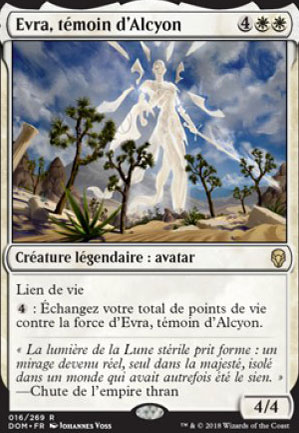 Evra, témoin d'Alcyon 4
Créature légendaire : avatar
Lien de vie
4 : Échangez votre total de points de vie
contre la force d'Evra, témoin d'Alcyon.
« La lumière de la Lune stérile prit forme : un
mirage devenu réel, seul dans la majesté, isolé
dans un monde qui avait autrefois été le sien. »
—Chute de l'empire thran
4/4
016/269 R
DOM • FR Johannes Voss
™ & © 2018 Wizards of the Coast